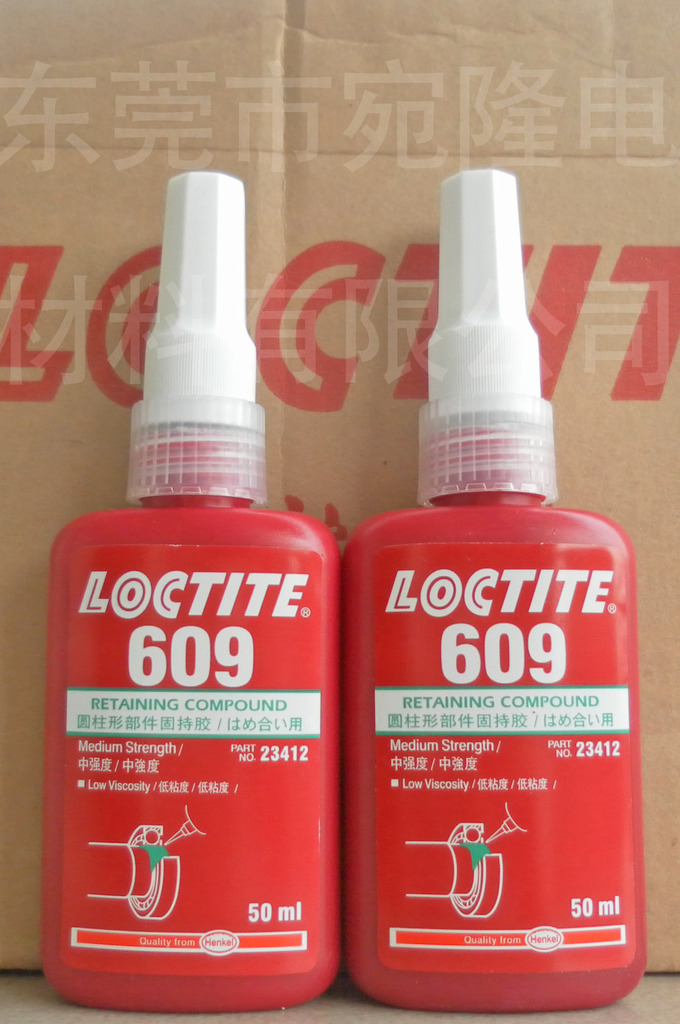 东莞市宛隆电
材料有限公司
LOCTIT
LOCTITE®
609
RETAINING COMPOUND
圆柱形部件固持胶 / はめ合い用
Medium Strength /
中强度 / 中強度
PART NO. 23412
■ Low Viscosity / 低粘度 / 低粘度 /
50 ml
Quality from Henkel
LOCTITE®
609
RETAINING COMPOUND
圆柱形部件固持胶 / はめ合い用
Medium Strength /
中强度 / 中強度
PART NO. 23412
■ Low Viscosity / 低粘度 / 低粘度 /
50 ml
Quality from Henkel